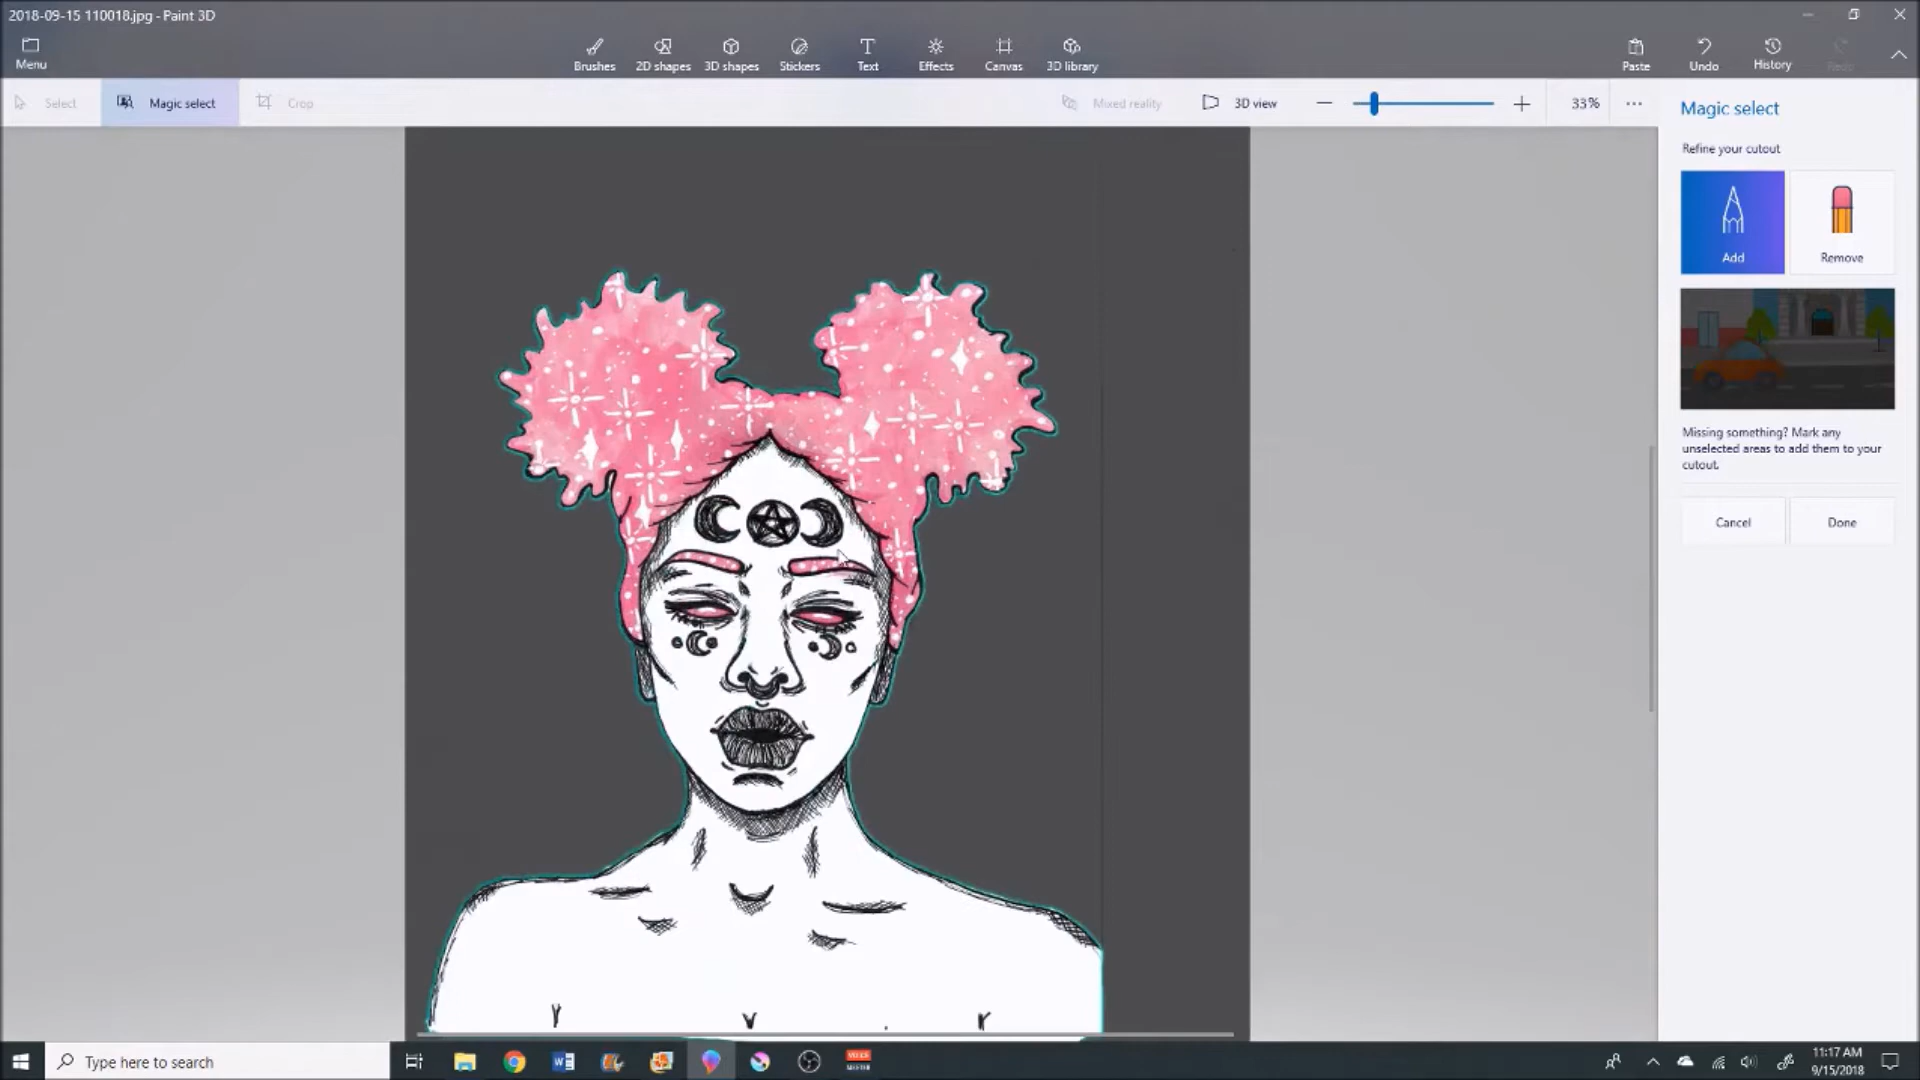 2018-09-15 110018.jpg - Paint 3D
Menu
Brushes
2D shapes
3D shapes
Stickers
Text
Effects
Canvas
3D library
Paste
Undo
History
Redo
Select
Magic select
Crop
Mixed reality
3D view
33%
Magic select
Refine your cutout
Add
Remove
Missing something? Mark any
unselected areas to add them to your
cutout.
Cancel
Done
Type here to search
11:17 AM
9/15/2018